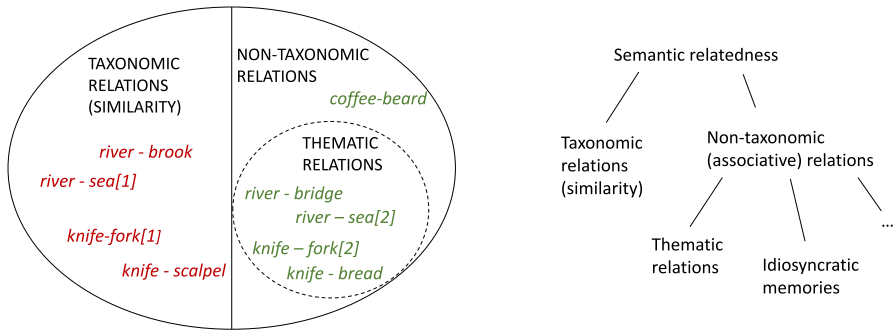 TAXONOMIC
RELATIONS
(SIMILARITY)
river - brook
river - sea[1]
knife-fork[1]
knife - scalpel
NON-TAXONOMIC
RELATIONS
coffee-beard
THEMATIC
RELATIONS
river - bridge
river – sea[2]
knife – fork[2]
knife - bread
Semantic relatedness
Taxonomic
relations
(similarity)
Non-taxonomic
(associative) relations
Thematic
relations
Idiosyncratic
memories
...